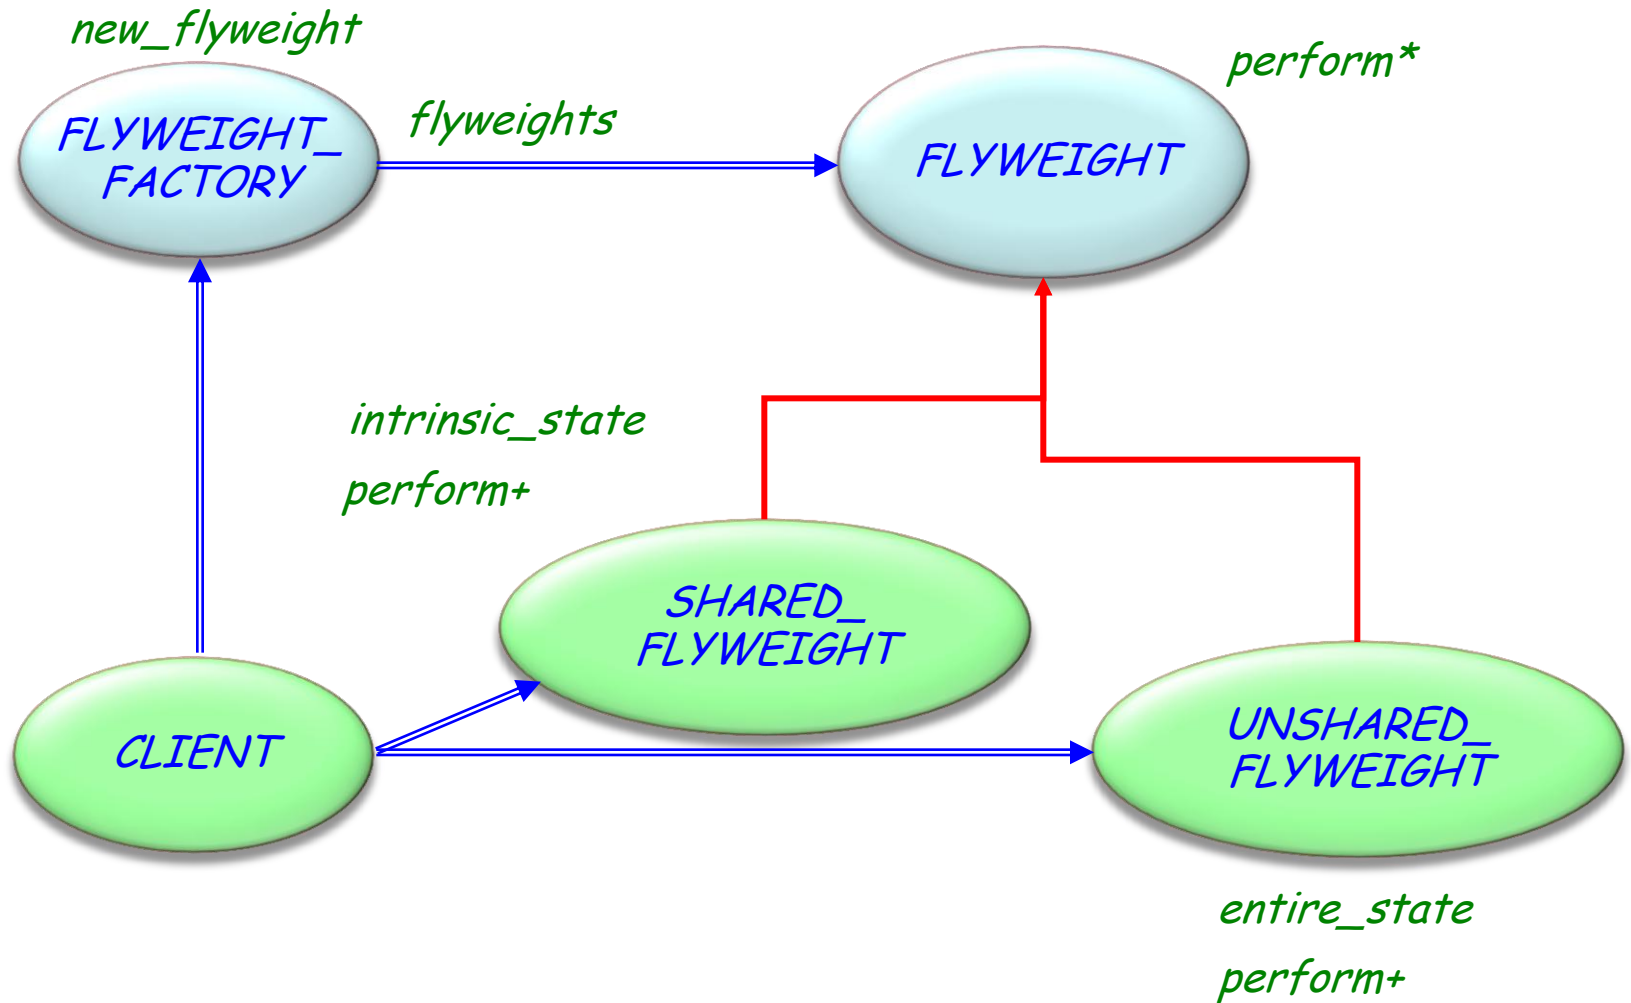 new_flyweight
perform*
FLYWEIGHT_
FACTORY
flyweights
FLYWEIGHT
intrinsic_state
perform+
SHARED_
FLYWEIGHT
CLIENT
UNSHARED_
FLYWEIGHT
entire_state
perform+